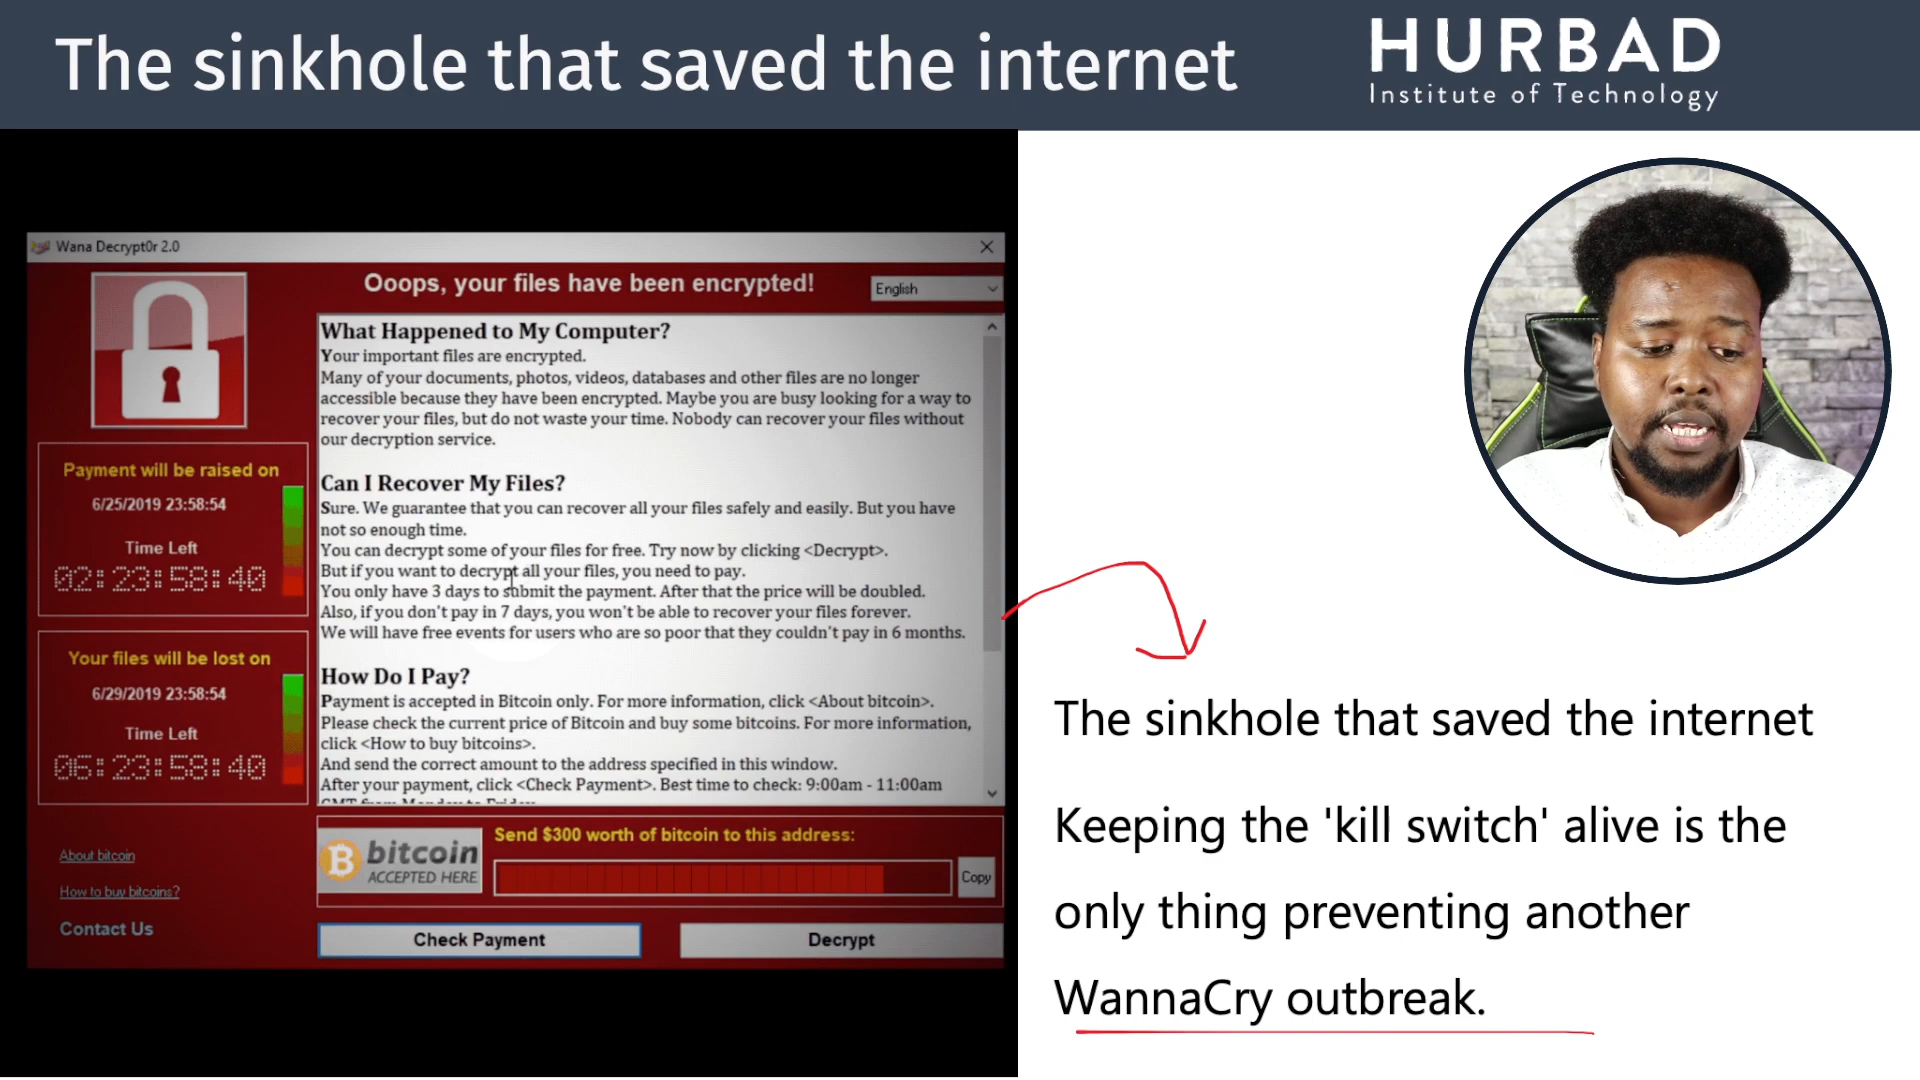 The sinkhole that saved the internet
HURBAD
Institute of Technology
Wana Decrypt0r 2.0
Ooops, your files have been encrypted!
English
What Happened to My Computer?
Your important files are encrypted.
Many of your documents, photos, videos, databases and other files are no longer
accessible because they have been encrypted. Maybe you are busy looking for a way to
recover your files, but do not waste your time. Nobody can recover your files without
our decryption service.
Can I Recover My Files?
Sure. We guarantee that you can recover all your files safely and easily. But you have
not so enough time.
You can decrypt some of your files for free. Try now by clicking <Decrypt>.
But if you want to decrypt all your files, you need to pay.
You only have 3 days to submit the payment. After that the price will be doubled.
Also, if you don't pay in 7 days, you won't be able to recover your files forever.
We will have free events for users who are so poor that they couldn't pay in 6 months.
How Do I Pay?
Payment is accepted in Bitcoin only. For more information, click <About bitcoin>.
Please check the current price of Bitcoin and buy some bitcoins. For more information,
click <How to buy bitcoins>.
And send the correct amount to the address specified in this window.
After your payment, click <Check Payment>. Best time to check: 9:00am - 11:00am
GMT from Monday to Friday.
Payment will be raised on
6/25/2019 23:58:54
Time Left
02:23:58:40
Your files will be lost on
6/29/2019 23:58:54
Time Left
06:23:58:40
About bitcoin
How to buy bitcoins?
Contact Us
bitcoin
ACCEPTED HERE
Send $300 worth of bitcoin to this address:
Copy
Check Payment
Decrypt
The sinkhole that saved the internet
Keeping the 'kill switch' alive is the
only thing preventing another
WannaCry outbreak.